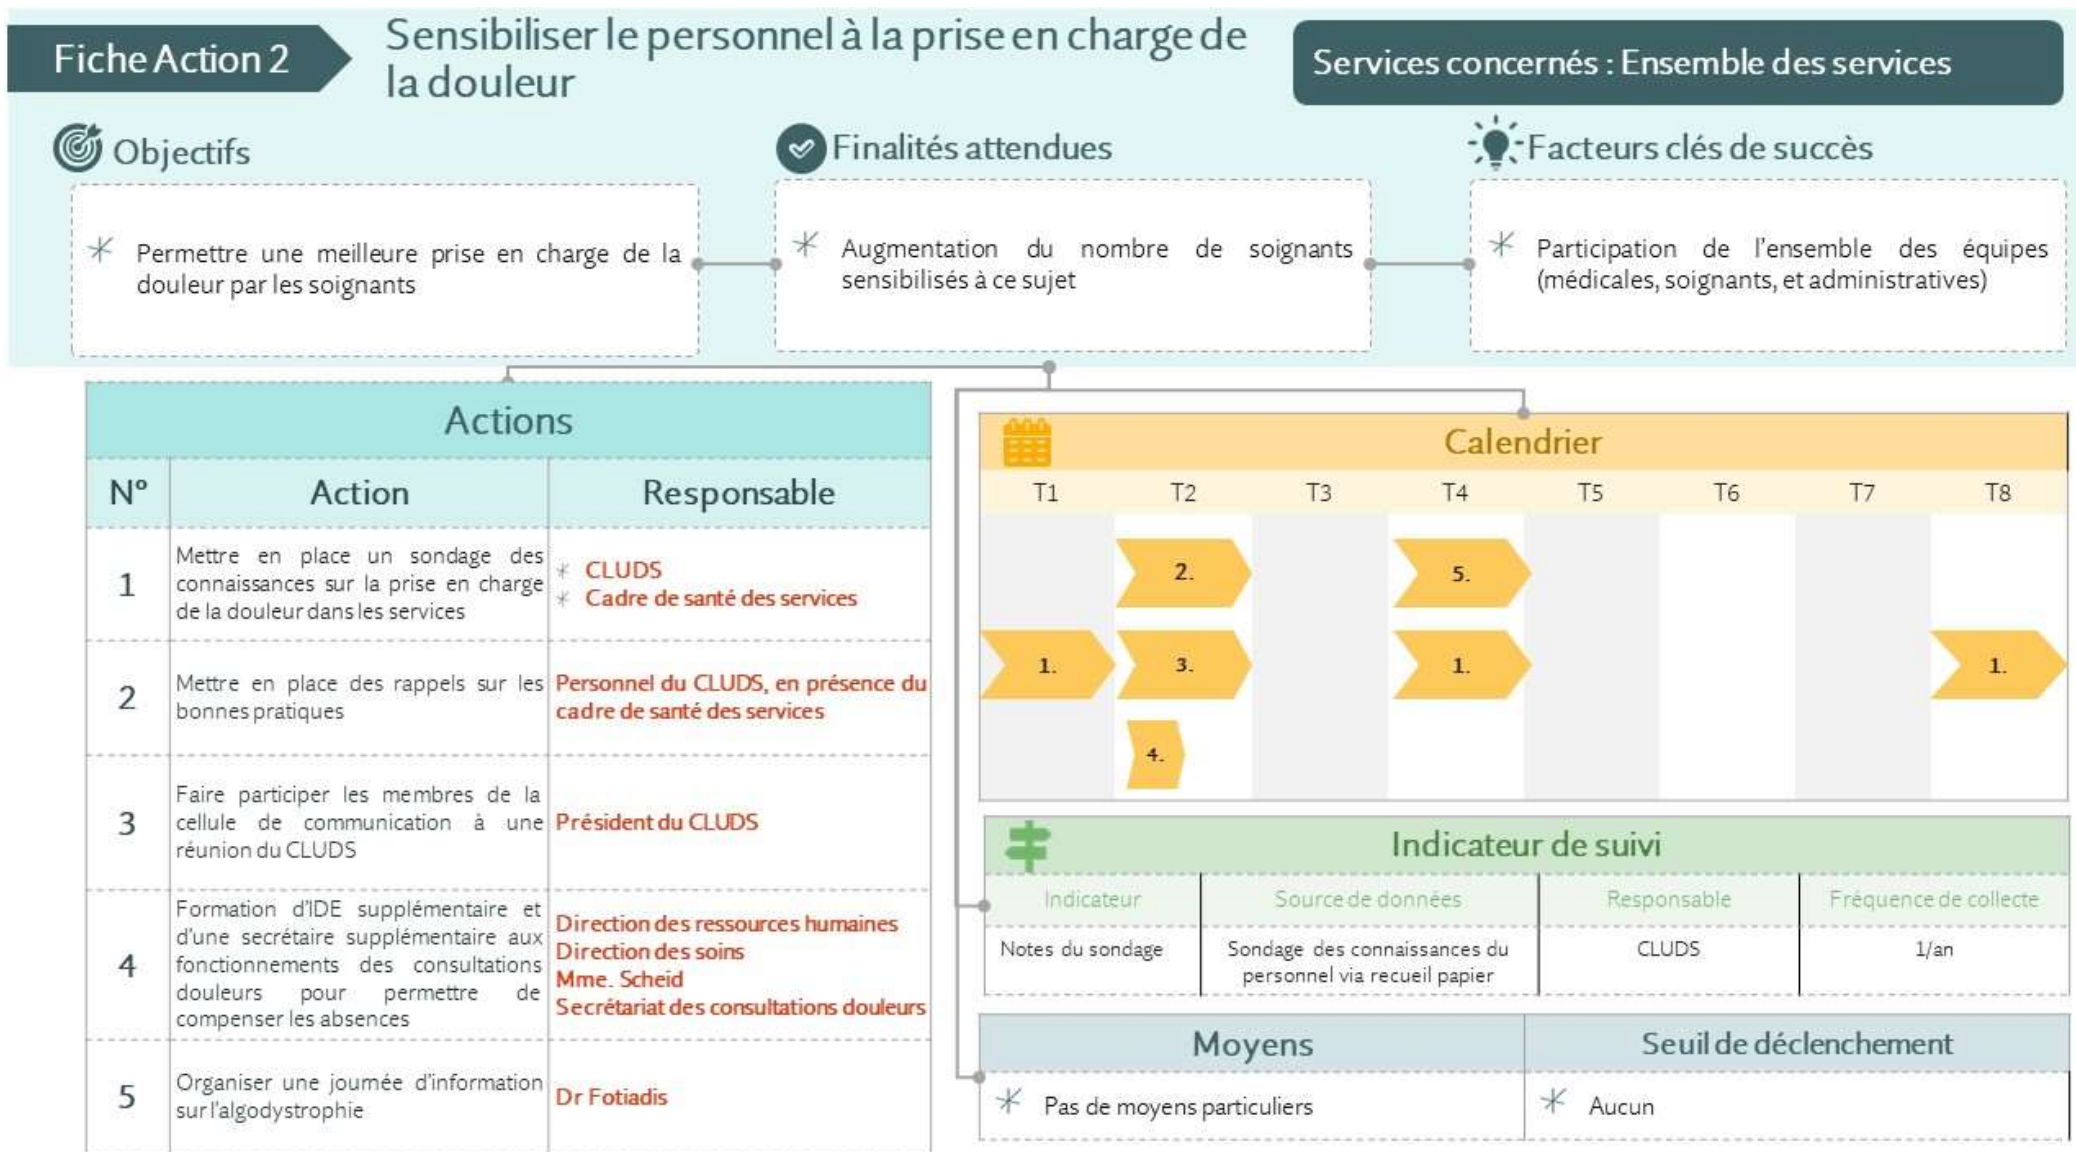 Fiche Action 2
Sensibiliser le personnel à la prise en charge de
la douleur
Services concernés : Ensemble des services
Objectifs
Permettre une meilleure prise en charge de la
douleur par les soignants
Finalités attendues
Augmentation du nombre de soignants
sensibilisés à ce sujet
Facteurs clés de succès
Participation de l'ensemble des équipes
(médicales, soignants, et administratives)
Actions
N° Action Responsable
1
Mettre en place un sondage des
connaissances sur la prise en charge
de la douleur dans les services
CLUDS
Cadre de santé des services
2
Mettre en place des rappels sur les
bonnes pratiques
Personnel du CLUDS, en présence du
cadre de santé des services
3
Faire participer les membres de la
cellule de communication à une
réunion du CLUDS
Président du CLUDS
4
Formation d'IDE supplémentaire et
d'une secrétaire supplémentaire aux
fonctionnements des consultations
douleurs pour permettre de
compenser les absences
Direction des ressources humaines
Direction des soins
Mme. Scheid
Secrétariat des consultations douleurs
5
Organiser une journée d'information
sur l'algodystrophie
Dr Fotiadis
Calendrier
T1 T2 T3 T4 T5 T6 T7 T8
2. 5.
1. 3. 1. 1.
4.
Indicateur de suivi
Indicateur Source de données Responsable Fréquence de collecte
Notes du sondage
Sondage des connaissances du
personnel via recueil papier
CLUDS
1/an
Moyens
Seuil de déclenchement
Pas de moyens particuliers
Aucun